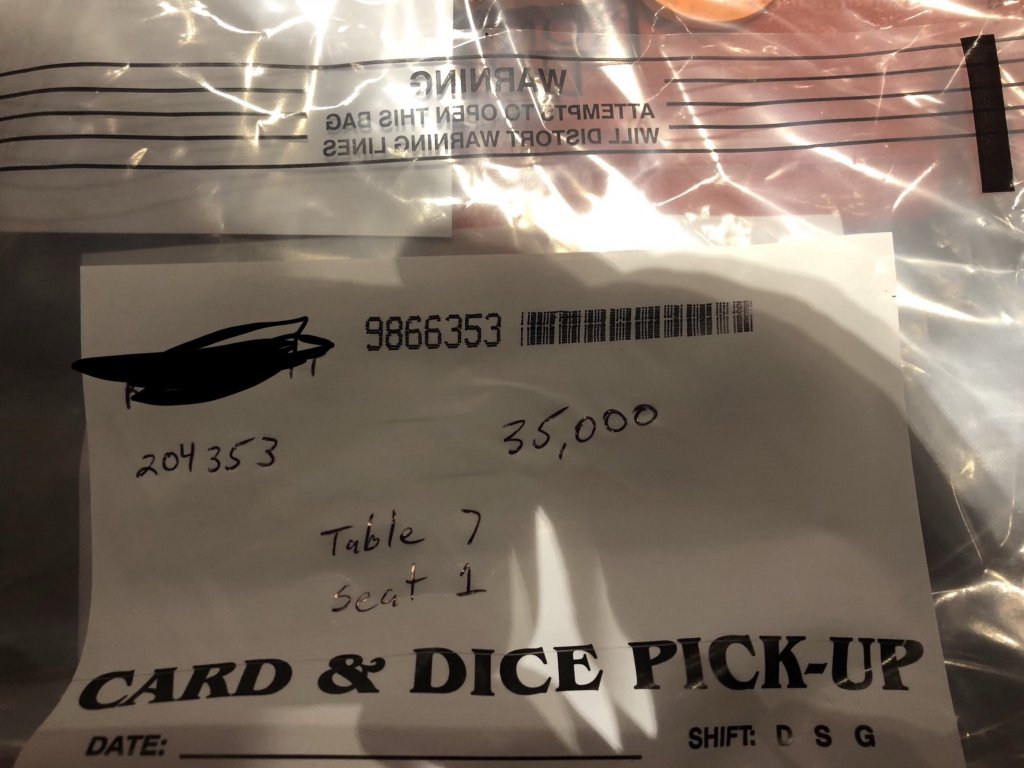 WARNING
ATTEMPTS TO OPEN THIS BAG
WILL DISTORT WARNING LINES
9866353
204353
35,000
Table 7
Seat 1
CARD & DICE PICK-UP
DATE:
SHIFT: D S G